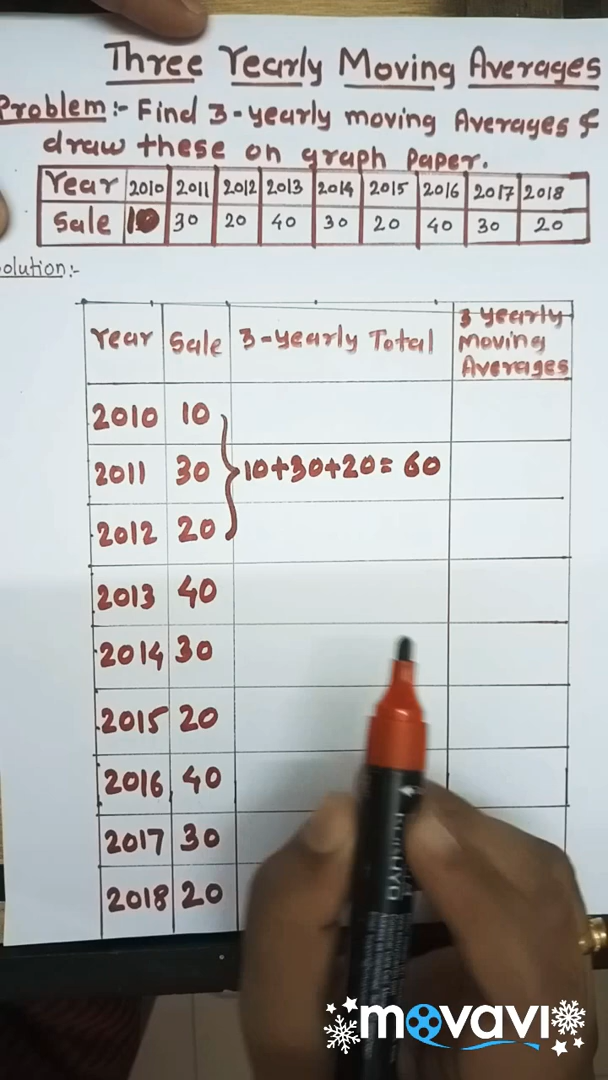 Three Yearly Moving Averages
Problem:- Find 3-yearly moving Averages &
draw these on graph paper.
Year 2010 2011 2012 2013 2014 2015 2016 2017 2018
Sale 10 30 20 40 30 20 40 30 20
olution:-
Year Sale 3-yearly Total 3 yearly Moving Averages
2010 10
2011 30 10+30+20=60
2012 20
2013 40
2014 30
2015 20
2016 40
2017 30
2018 20
movavi